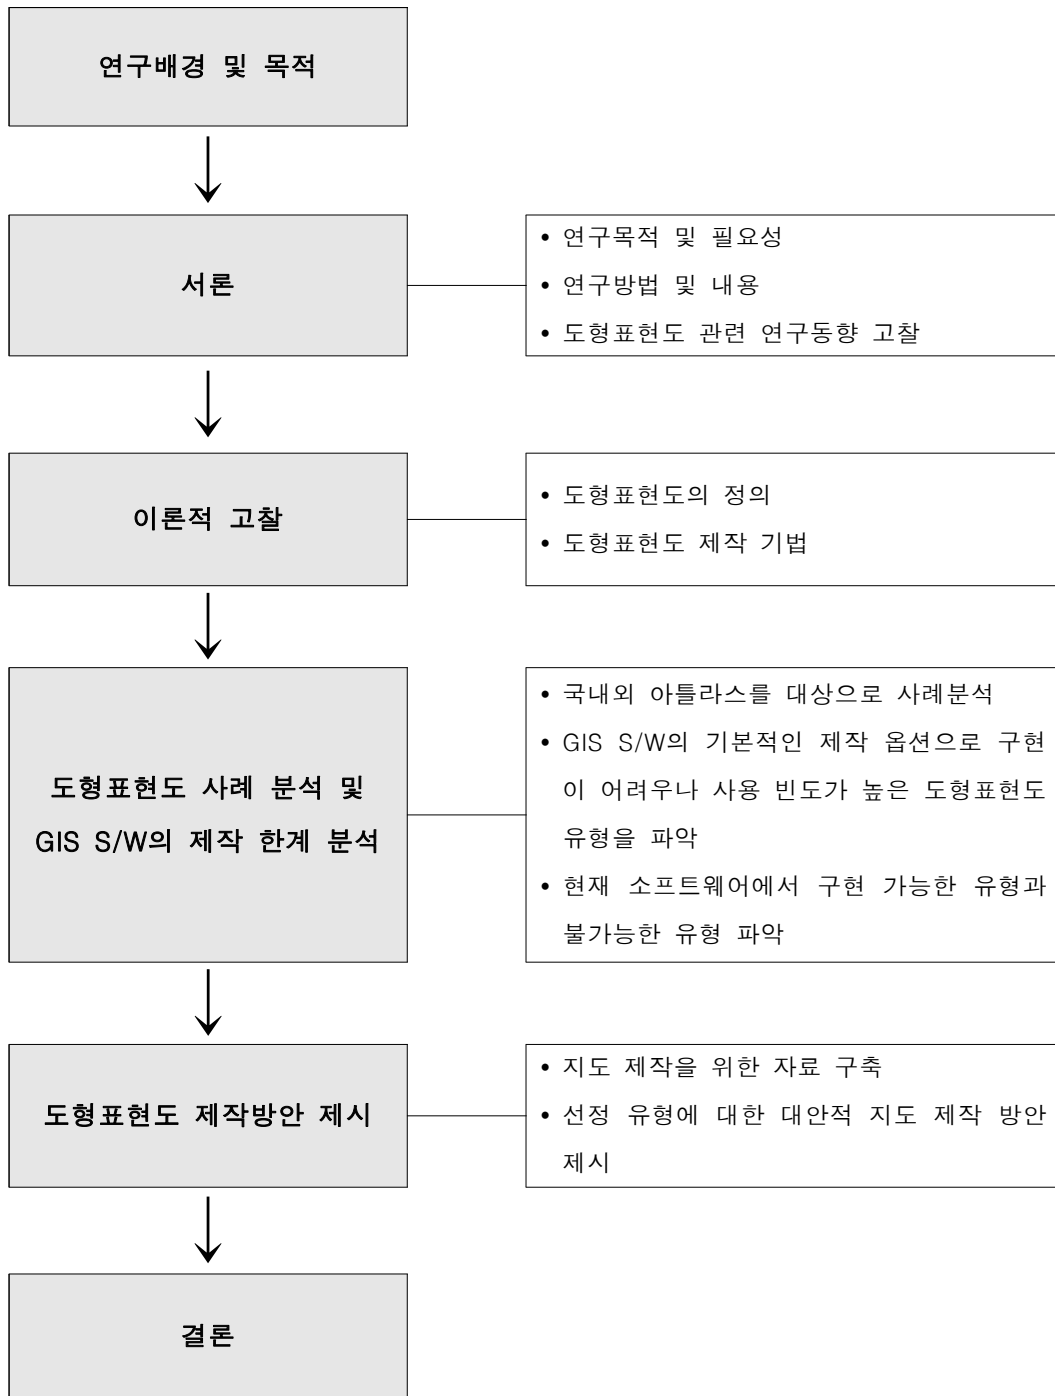 연구배경 및 목적
서론
• 연구목적 및 필요성
• 연구방법 및 내용
• 도형표현도 관련 연구동향 고찰
이론적 고찰
• 도형표현도의 정의
• 도형표현도 제작 기법
도형표현도 사례 분석 및
GIS S/W의 제작 한계 분석
• 국내외 아틀라스를 대상으로 사례분석
• GIS S/W의 기본적인 제작 옵션으로 구현
이 어려우나 사용 빈도가 높은 도형표현도
유형을 파악
• 현재 소프트웨어에서 구현 가능한 유형과
불가능한 유형 파악
도형표현도 제작방안 제시
• 지도 제작을 위한 자료 구축
• 선정 유형에 대한 대안적 지도 제작 방안
제시
결론